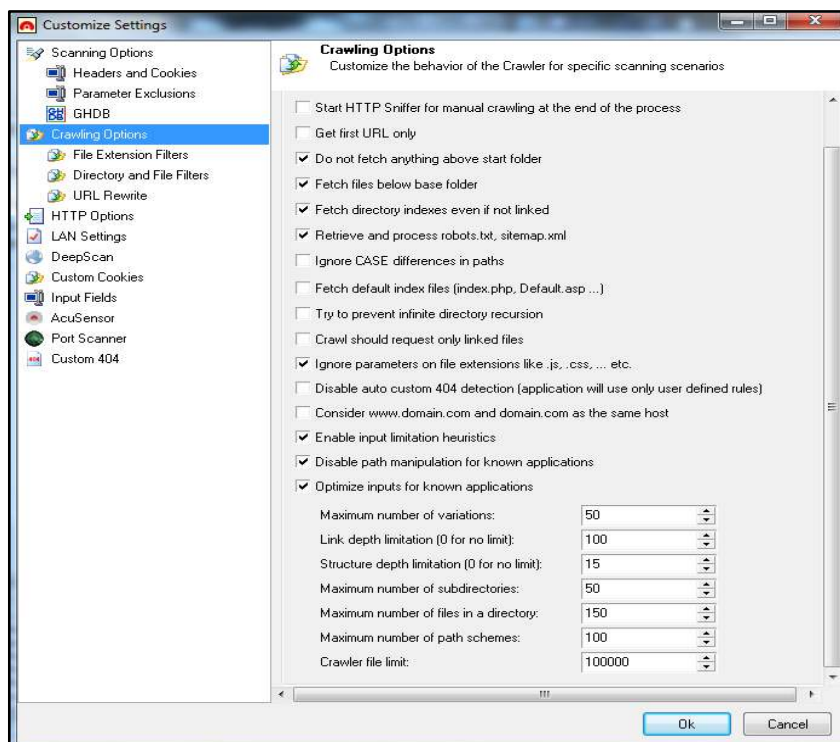 Customize Settings
Scanning Options
Headers and Cookies
Parameter Exclusions
GHDB
Crawling Options
File Extension Filters
Directory and File Filters
URL Rewrite
HTTP Options
LAN Settings
DeepScan
Custom Cookies
Input Fields
AcuSensor
Port Scanner
404 Custom 404
Crawling Options
Customize the behavior of the Crawler for specific scanning scenarios
Start HTTP Sniffer for manual crawling at the end of the process
Get first URL only
Do not fetch anything above start folder
Fetch files below base folder
Fetch directory indexes even if not linked
Retrieve and process robots.txt, sitemap.xml
Ignore CASE differences in paths
Fetch default index files (index.php, Default.asp ...)
Try to prevent infinite directory recursion
Crawl should request only linked files
Ignore parameters on file extensions like .js, .css, ... etc.
Disable auto custom 404 detection (application will use only user defined rules)
Consider www.domain.com and domain.com as the same host
Enable input limitation heuristics
Disable path manipulation for known applications
Optimize inputs for known applications
Maximum number of variations: 50
Link depth limitation (0 for no limit): 100
Structure depth limitation (0 for no limit): 15
Maximum number of subdirectories: 50
Maximum number of files in a directory: 150
Maximum number of path schemes: 100
Crawler file limit: 100000
Ok Cancel